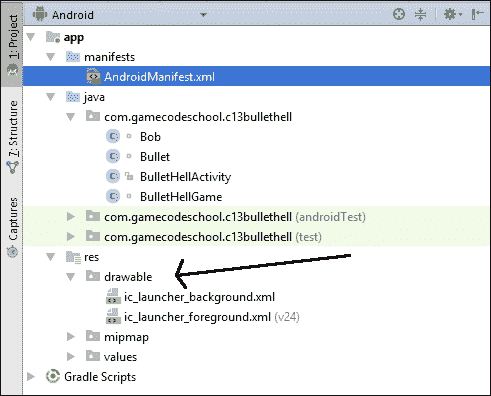 Android
1: Project
7: Structure
Captures
app
manifests
AndroidManifest.xml
java
com.gamecodeschool.c13bullethell
Bob
Bullet
BulletHellActivity
BulletHellGame
com.gamecodeschool.c13bullethell (androidTest)
com.gamecodeschool.c13bullethell (test)
res
drawable
ic_launcher_background.xml
ic_launcher_foreground.xml (v24)
mipmap
values
Gradle Scripts